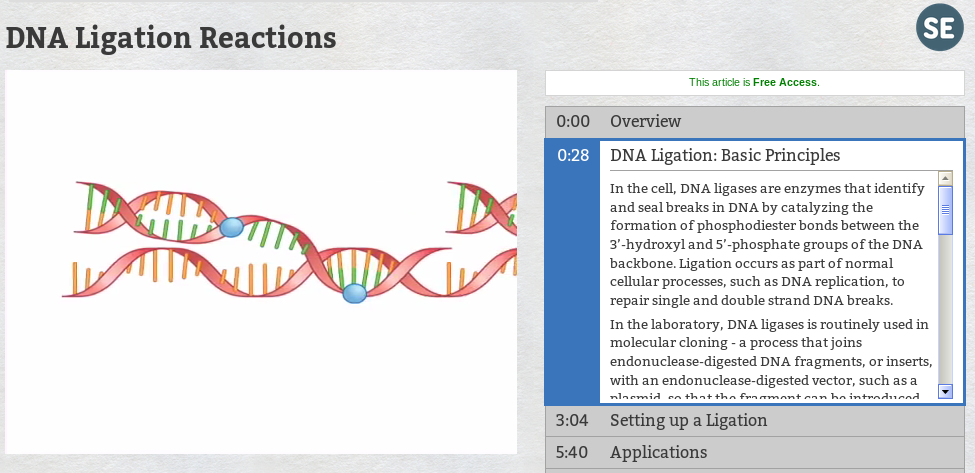 DNA Ligation Reactions
SE
This article is Free Access.
0:00 Overview
0:28 DNA Ligation: Basic Principles
In the cell, DNA ligases are enzymes that identify
and seal breaks in DNA by catalyzing the
formation of phosphodiester bonds between the
3’-hydroxyl and 5’-phosphate groups of the DNA
backbone. Ligation occurs as part of normal
cellular processes, such as DNA replication, to
repair single and double strand DNA breaks.
In the laboratory, DNA ligases is routinely used in
molecular cloning - a process that joins
endonuclease-digested DNA fragments, or inserts,
with an endonuclease-digested vector, such as a
plasmid, so that the fragment can be introduced
3:04 Setting up a Ligation
5:40 Applications